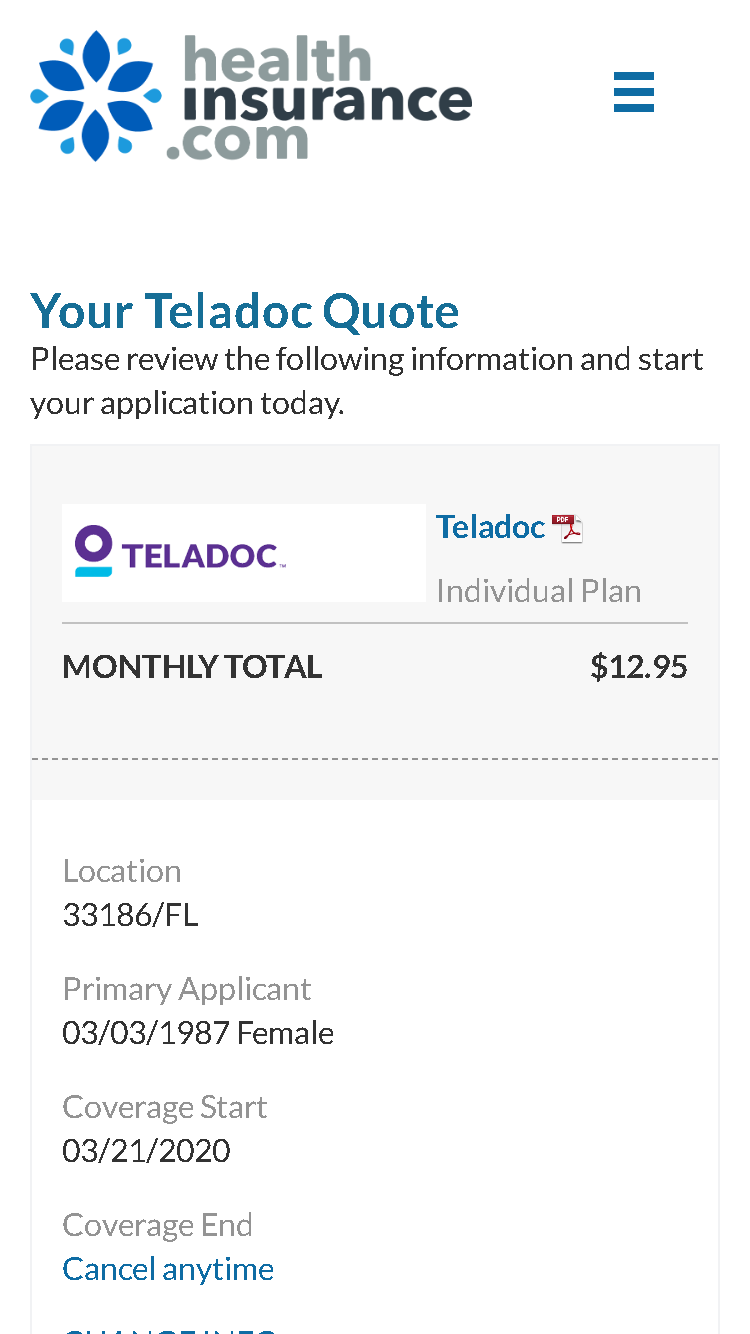 health
insurance
.com
Your Teladoc Quote
Please review the following information and start
your application today.
TELADOC™
Teladoc PDF
Individual Plan
MONTHLY TOTAL $12.95
Location
33186/FL
Primary Applicant
03/03/1987 Female
Coverage Start
03/21/2020
Coverage End
Cancel anytime